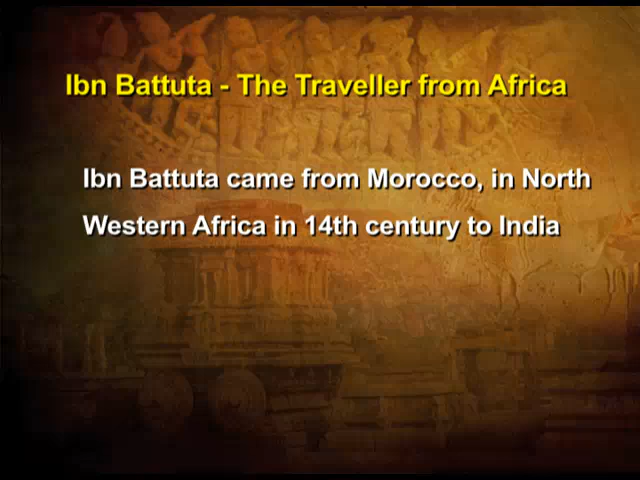 Ibn Battuta - The Traveller from Africa
Ibn Battuta came from Morocco, in North
Western Africa in 14th century to India